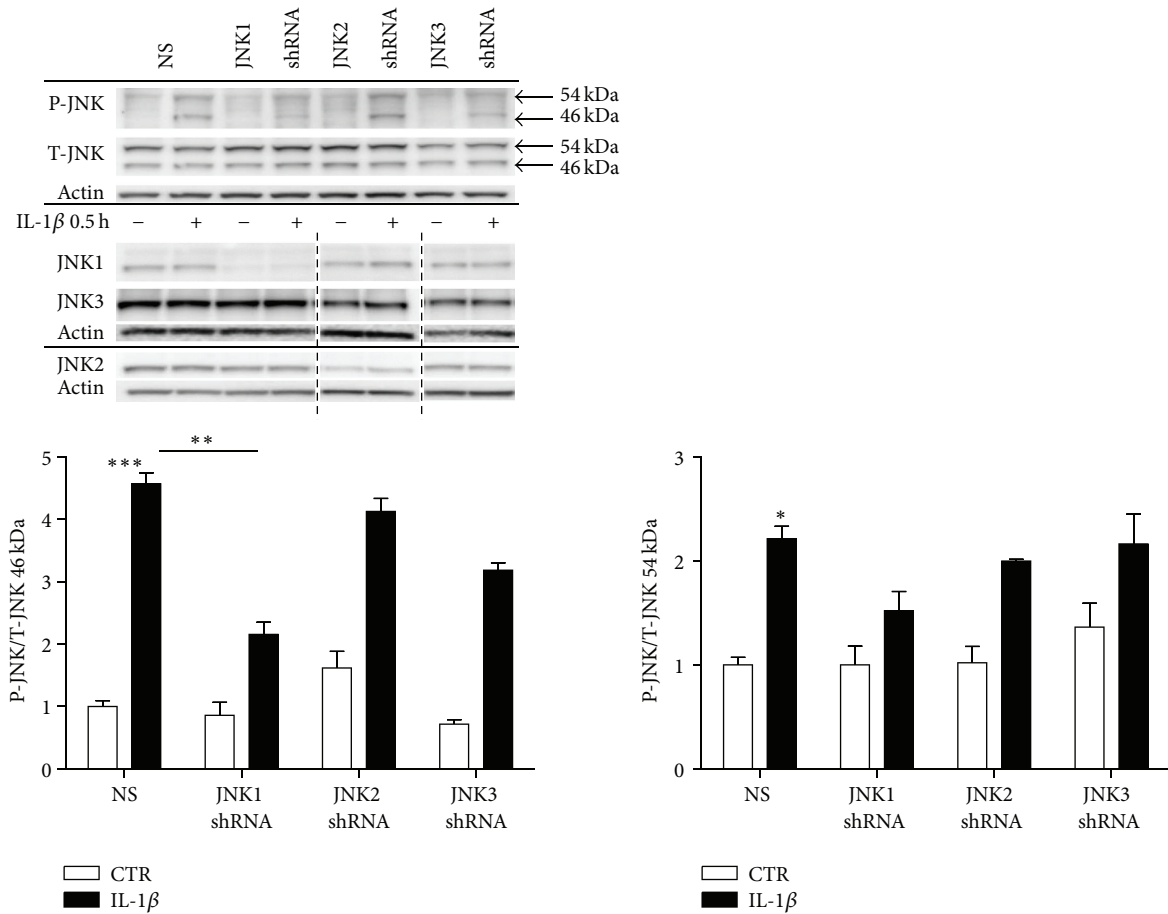 NS JNK1 shRNA JNK2 shRNA JNK3 shRNA
P-JNK 54 kDa
46 kDa
T-JNK 54 kDa
46 kDa
Actin
IL-1β 0.5 h − + − + − + − +
JNK1
JNK3
Actin
JNK2
Actin
P-JNK/T-JNK 46 kDa
5
4
3
2
1
0
***
**
NS JNK1 shRNA JNK2 shRNA JNK3 shRNA
CTR
IL-1β
P-JNK/T-JNK 54 kDa
3
2
1
0
*
NS JNK1 shRNA JNK2 shRNA JNK3 shRNA
CTR
IL-1β